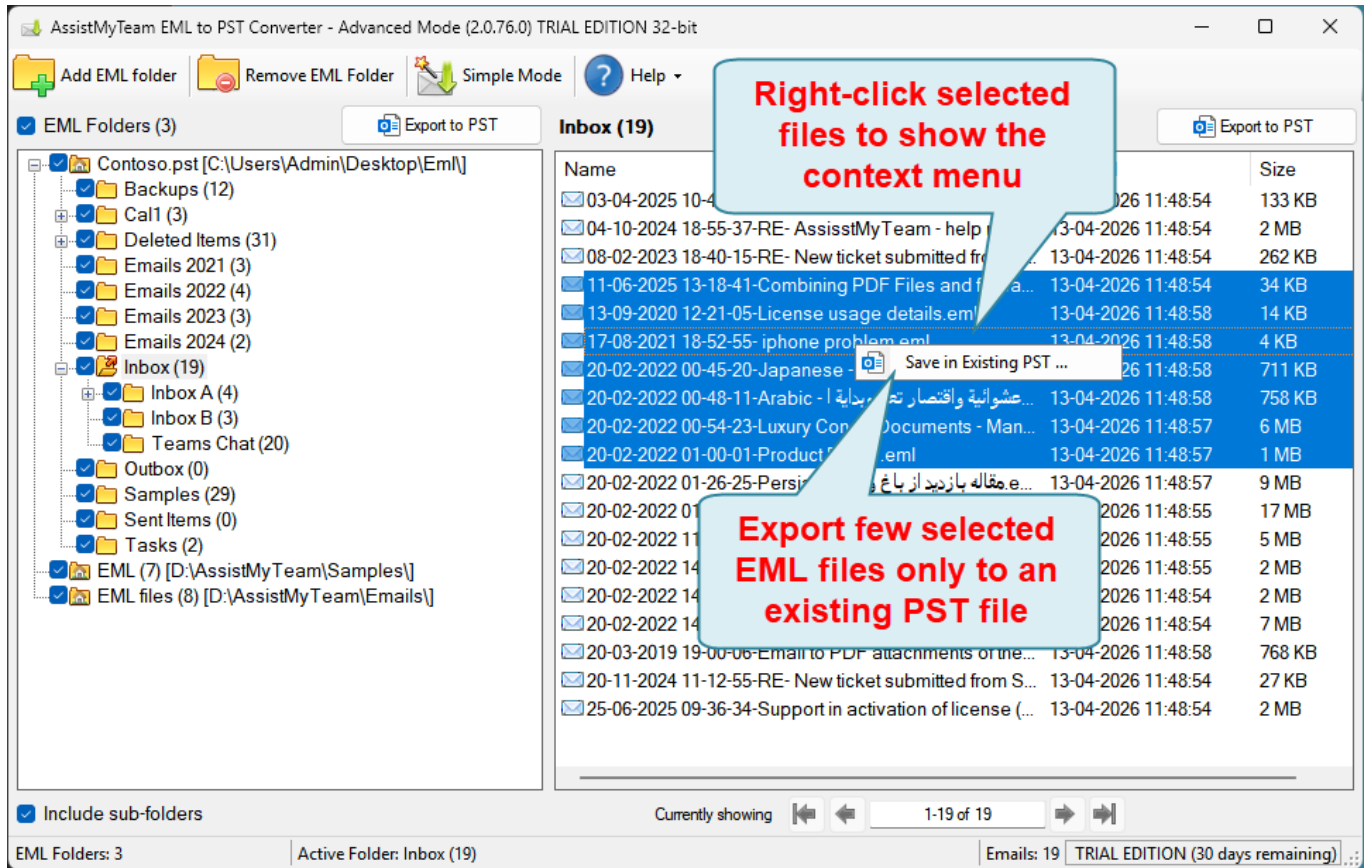 AssistMyTeam EML to PST Converter - Advanced Mode (2.0.76.0) TRIAL EDITION 32-bit
Add EML folder Remove EML Folder Simple Mode Help
Right-click selected
files to show the
context menu
EML Folders (3) Export to PST Inbox (19) Export to PST
Contoso.pst [C:\Users\Admin\Desktop\Eml\]
Backups (12)
Cal1 (3)
Deleted Items (31)
Emails 2021 (3)
Emails 2022 (4)
Emails 2023 (3)
Emails 2024 (2)
Inbox (19)
Inbox A (4)
Inbox B (3)
Teams Chat (20)
Outbox (0)
Samples (29)
Sent Items (0)
Tasks (2)
EML (7) [D:\AssistMyTeam\Samples\]
EML files (8) [D:\AssistMyTeam\Emails\]
Name Size
03-04-2025 11:48:54 133 KB
04-10-2024 18-55-37-RE- AssisstMyTeam - help 13-04-2026 11:48:54 2 MB
08-02-2023 18-40-15-RE- New ticket submitted 13-04-2026 11:48:54 262 KB
11-06-2025 13-18-41-Combining PDF Files and 13-04-2026 11:48:54 34 KB
13-09-2020 12-21-05-License usage details.eml 13-04-2026 11:48:58 14 KB
17-08-2021 18-52-55- iphone problem.eml 13-04-2026 11:48:58 4 KB
20-02-2022 00-45-20-Japanese - 11:48:58 711 KB
20-02-2022 00-48-11-Arabic - عشوائية واقتصار بداية ا... 13-04-2026 11:48:58 758 KB
20-02-2022 00-54-23-Luxury Documents - Man... 13-04-2026 11:48:57 6 MB
20-02-2022 01-00-01-Product .eml 13-04-2026 11:48:57 1 MB
20-02-2022 01-26-25- مقاله بازدید از باغ و .e... 13-04-2026 11:48:57 9 MB
20-02-2022 13-04-2026 11:48:55 17 MB
20-02-2022 13-04-2026 11:48:55 5 MB
20-02-2022 13-04-2026 11:48:55 2 MB
20-02-2022 13-04-2026 11:48:54 2 MB
20-02-2022 13-04-2026 11:48:54 7 MB
20-03-2019 19-00-06-Email to PDF attachments of the... 13-04-2026 11:48:58 768 KB
20-11-2024 11-12-55-RE- New ticket submitted from S... 13-04-2026 11:48:54 27 KB
25-06-2025 09-36-34-Support in activation of license (... 13-04-2026 11:48:54 2 MB
Save in Existing PST ...
Export few selected
EML files only to an
existing PST file
Include sub-folders Currently showing 1-19 of 19
EML Folders: 3 Active Folder: Inbox (19) Emails: 19 TRIAL EDITION (30 days remaining)